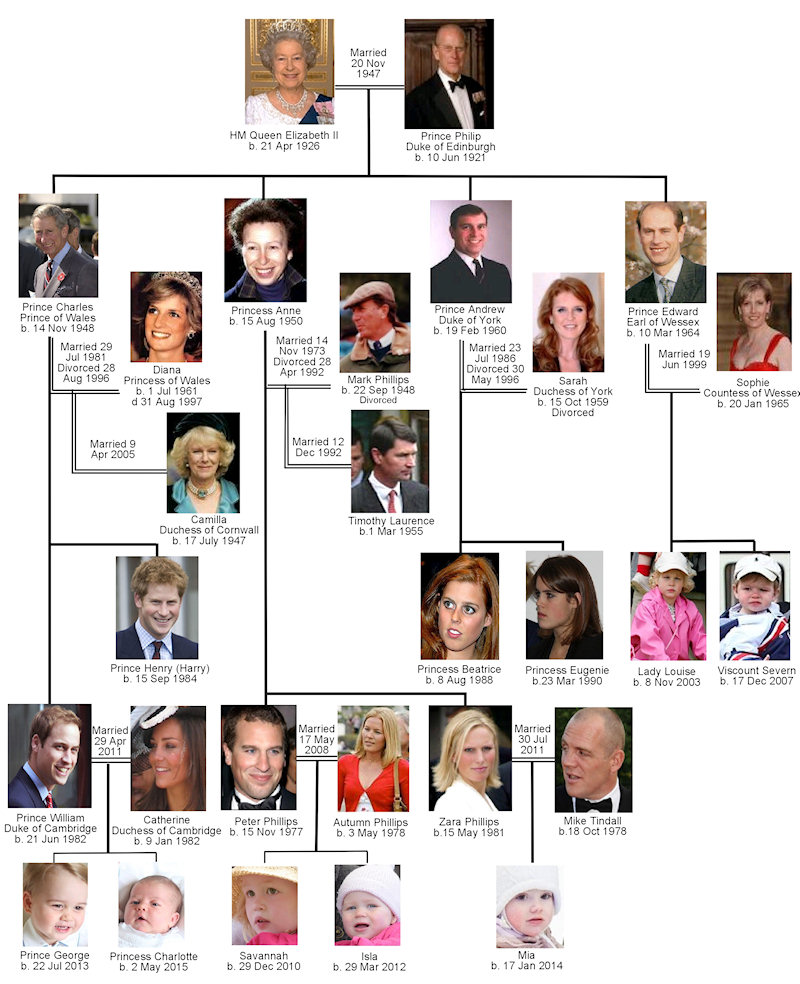 Married
20 Nov
1947
HM Queen Elizabeth II
b. 21 Apr 1926
Prince Philip
Duke of Edinburgh
b. 10 Jun 1921
Prince Charles
Prince of Wales
b. 14 Nov 1948
Married 29
Jul 1981
Divorced 28
Aug 1996
Diana
Princess of Wales
b. 1 Jul 1961
d 31 Aug 1997
Married 9
Apr 2005
Camilla
Duchess of Cornwall
b. 17 July 1947
Princess Anne
b. 15 Aug 1950
Married 14
Nov 1973
Divorced 28
Apr 1992
Mark Phillips
b. 22 Sep 1948
Divorced
Married 12
Dec 1992
Timothy Laurence
b.1 Mar 1955
Prince Andrew
Duke of York
b. 19 Feb 1960
Married 23
Jul 1986
Divorced 30
May 1996
Sarah
Duchess of York
b. 15 Oct 1959
Divorced
Prince Edward
Earl of Wessex
b. 10 Mar 1964
Married 19
Jun 1999
Sophie
Countess of Wessex
b. 20 Jan 1965
Prince Henry (Harry)
b. 15 Sep 1984
Princess Beatrice
b. 8 Aug 1988
Princess Eugenie
b.23 Mar 1990
Lady Louise
b. 8 Nov 2003
Viscount Severn
b. 17 Dec 2007
Prince William
Duke of Cambridge
b. 21 Jun 1982
Married
29 Apr
2011
Catherine
Duchess of Cambridge
b. 9 Jan 1982
Peter Phillips
b. 15 Nov 1977
Married
17 May
2008
Autumn Phillips
b. 3 May 1978
Zara Phillips
b.15 May 1981
Married
30 Jul
2011
Mike Tindall
b.18 Oct 1978
Prince George
b. 22 Jul 2013
Princess Charlotte
b. 2 May 2015
Savannah
b. 29 Dec 2010
Isla
b. 29 Mar 2012
Mia
b. 17 Jan 2014